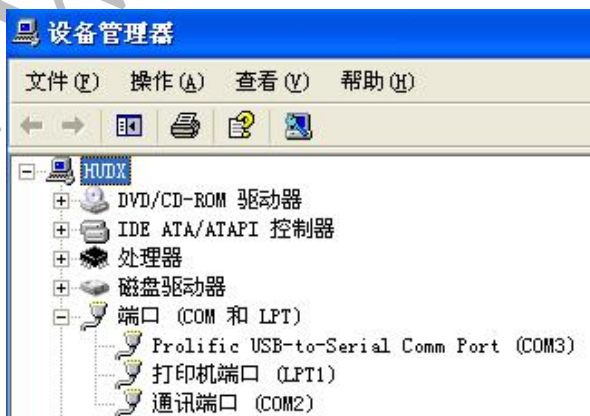 设备管理器
文件(F) 操作(A) 查看(V) 帮助(H)
HUDX
DVD/CD-ROM 驱动器
IDE ATA/ATAPI 控制器
处理器
磁盘驱动器
端口 (COM 和 LPT)
Prolific USB-to-Serial Comm Port (COM3)
打印机端口 (LPT1)
通讯端口 (COM2)